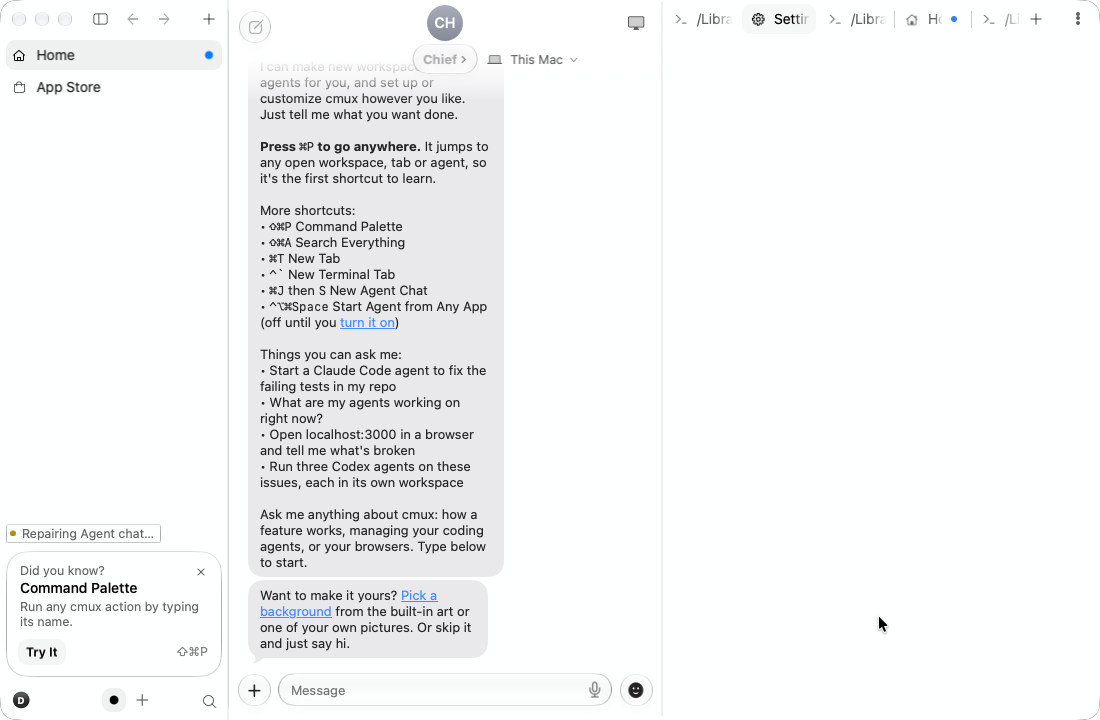 Home
App Store
Repairing Agent chat...
Did you know?
Command Palette
Run any cmux action by typing
its name.
Try It
⇧⌘P
D
CH
Chief ›
This Mac
agents for you, and set up or
customize cmux however you like.
Just tell me what you want done.
Press ⌘P to go anywhere. It jumps to
any open workspace, tab or agent, so
it's the first shortcut to learn.
More shortcuts:
• ⇧⌘P Command Palette
• ⇧⌘A Search Everything
• ⌘T New Tab
• ^` New Terminal Tab
• ⌘J then S New Agent Chat
• ^⌥⌘Space Start Agent from Any App
(off until you turn it on)
Things you can ask me:
• Start a Claude Code agent to fix the
failing tests in my repo
• What are my agents working on
right now?
• Open localhost:3000 in a browser
and tell me what's broken
• Run three Codex agents on these
issues, each in its own workspace
Ask me anything about cmux: how a
feature works, managing your coding
agents, or your browsers. Type below
to start.
Want to make it yours? Pick a
background from the built-in art or
one of your own pictures. Or skip it
and just say hi.
Message